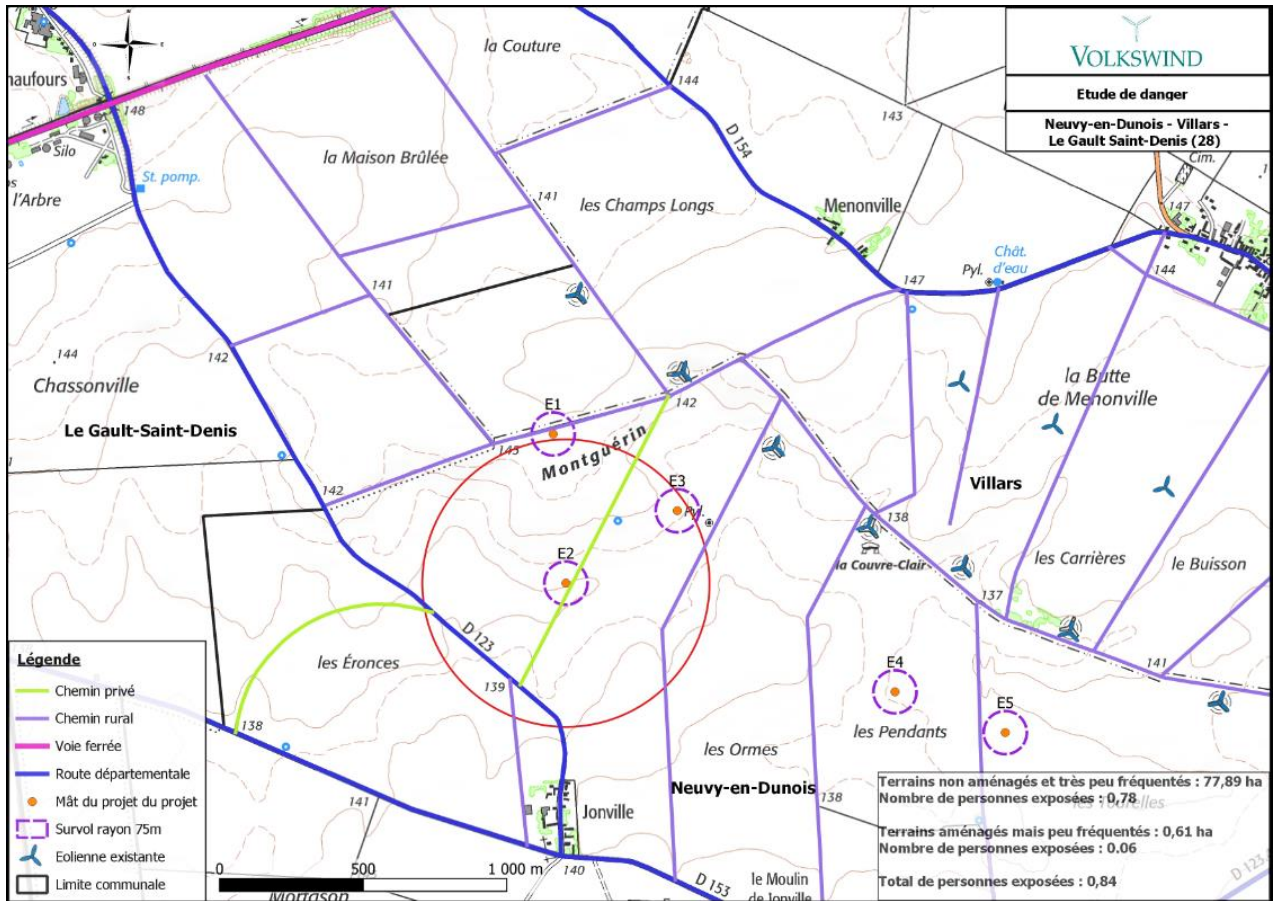 VOLKSWIND
Etude de danger
Neuvy-en-Dunois - Villars -
Le Gault Saint-Denis (28)
la Couture
144
143
Cim.
haufours
148
Silo
l'Arbre
St. pomp.
la Maison Brûlée
141
les Champs Longs
D 154
Menonville
147
147
Pyl.
Chât.
d'eau
144
144
Chassonville
142
141
Le Gault-Saint-Denis
la Butte
de Menonville
E1
142
143
Montguérin
142
E3
Pyl.
Villars
138
la Couvre-Clair
les Carrières
le Buisson
E2
137
D 123
les Éronces
139
141
E4
E5
138
les Pendants
les Ormes
Neuvy-en-Dunois
138
141
Jonville
140
D 153
le Moulin
de Jonville
Mortason
les Tourelles
D 123
Légende
Chemin privé
Chemin rural
Voie ferrée
Route départementale
Mât du projet du projet
Survol rayon 75m
Eolienne existante
Limite communale
0 500 1 000 m
Terrains non aménagés et très peu fréquentés : 77,89 ha
Nombre de personnes exposées : 0,78
Terrains aménagés mais peu fréquentés : 0,61 ha
Nombre de personnes exposées : 0.06
Total de personnes exposées : 0,84